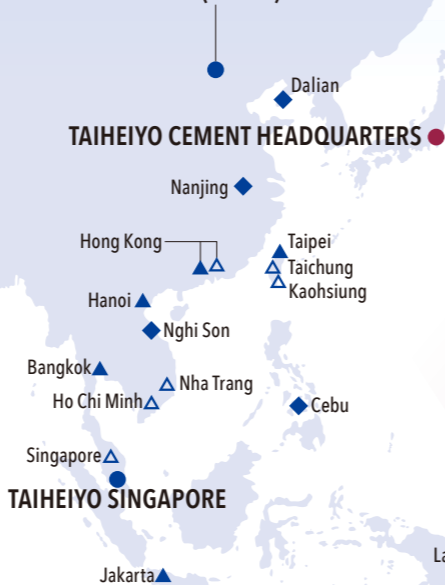 Dalian
TAIHEIYO CEMENT HEADQUARTERS
Nanjing
Hong Kong
Taipei
Taichung
Kaohsiung
Hanoi
Nghi Son
Bangkok
Nha Trang
Ho Chi Minh
Cebu
Singapore
TAIHEIYO SINGAPORE
La
Jakarta